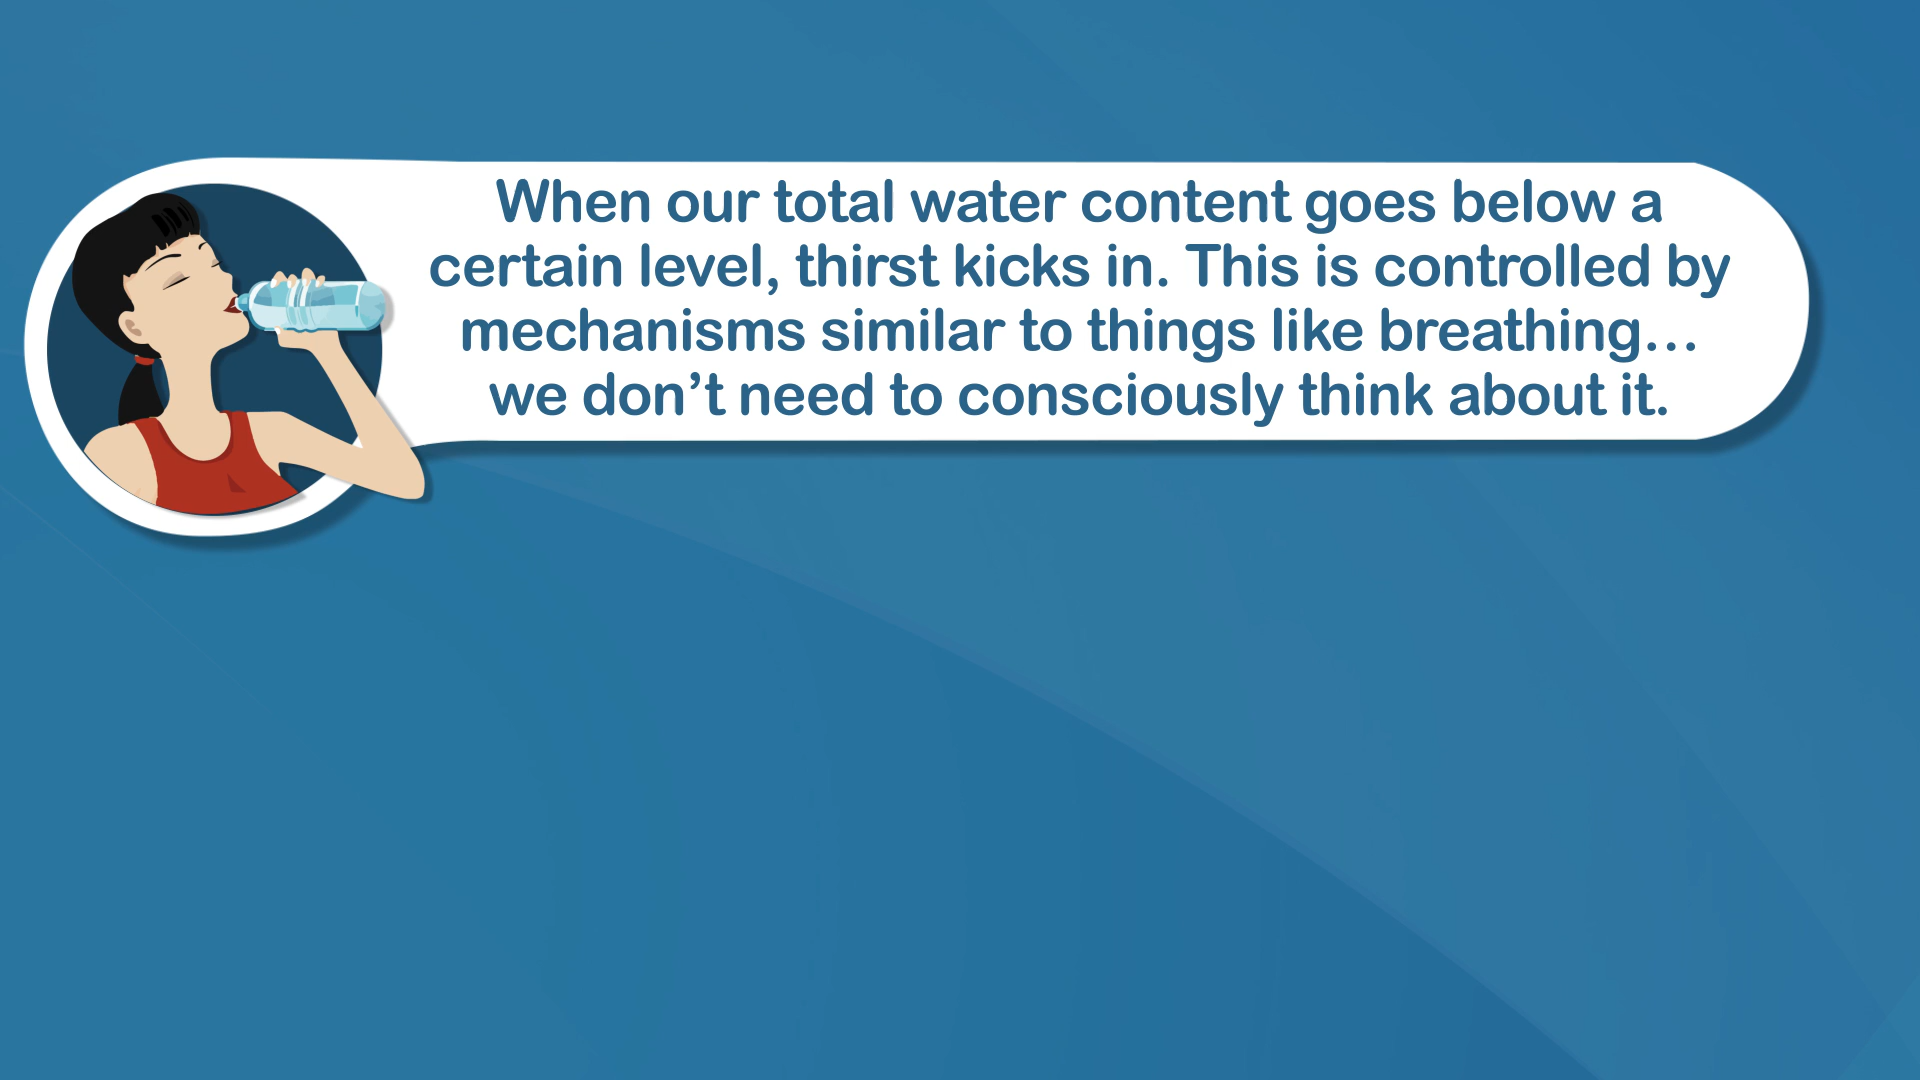 When our total water content goes below a
certain level, thirst kicks in. This is controlled by
mechanisms similar to things like breathing…
we don’t need to consciously think about it.